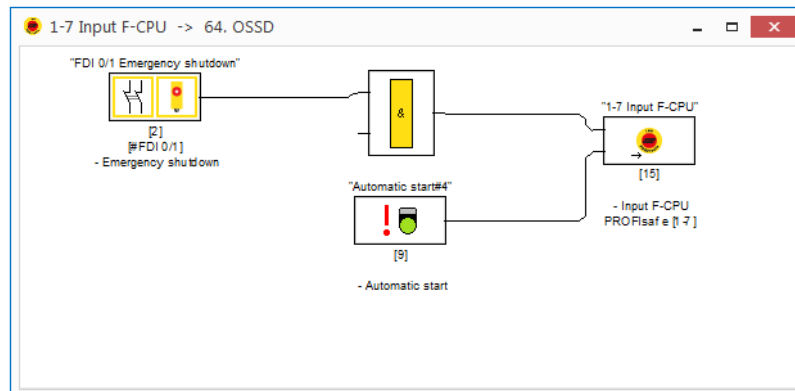 1-7 Input F-CPU -> 64. OSSD
"FDI 0/1 Emergency shutdown"
[2]
[#FDI 0/1]
- Emergency shutdown
&
"1-7 Input F-CPU"
[15]
- Input F-CPU
PROFIsafe [1-7]
"Automatic start#4"
[9]
- Automatic start